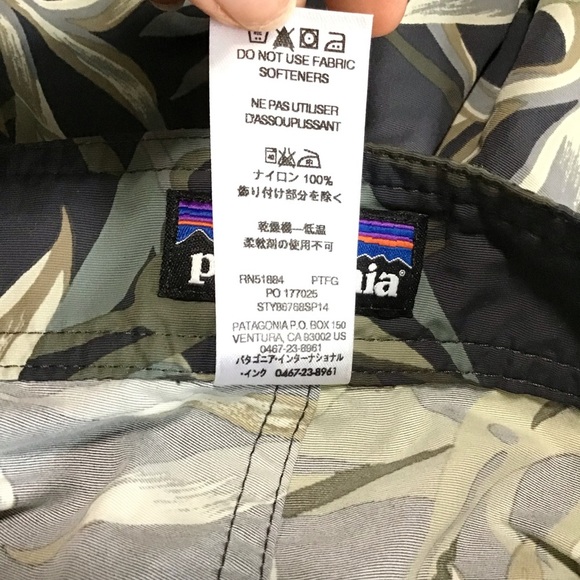 DO NOT USE FABRIC
SOFTENERS
NE PAS UTILISER
D'ASSOUPLISSANT
ナイロン 100%
飾り付け部分を除く
乾燥機—低温
柔軟剤の使用不可
RN51884 PTFG
PO 177025
STY86768SP14
PATAGONIA P.O. BOX 150
VENTURA, CA 93002 US
0467-23-8961
パタゴニア・インターナショナル
・インク 0467-23-8961